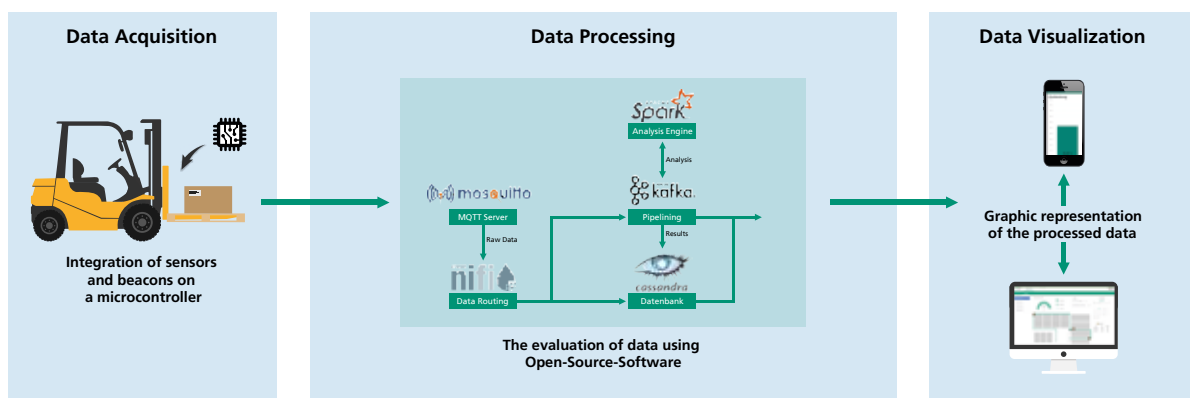 Data Acquisition
Integration of sensors
and beacons on
a microcontroller
Data Processing
Spark
Analysis Engine
Analysis
kafka
Pipelining
Results
cassandra
Datenbank
mosquitto
MQTT Server
Raw Data
nifi
Data Routing
The evaluation of data using
Open-Source-Software
Data Visualization
Graphic representation
of the processed data